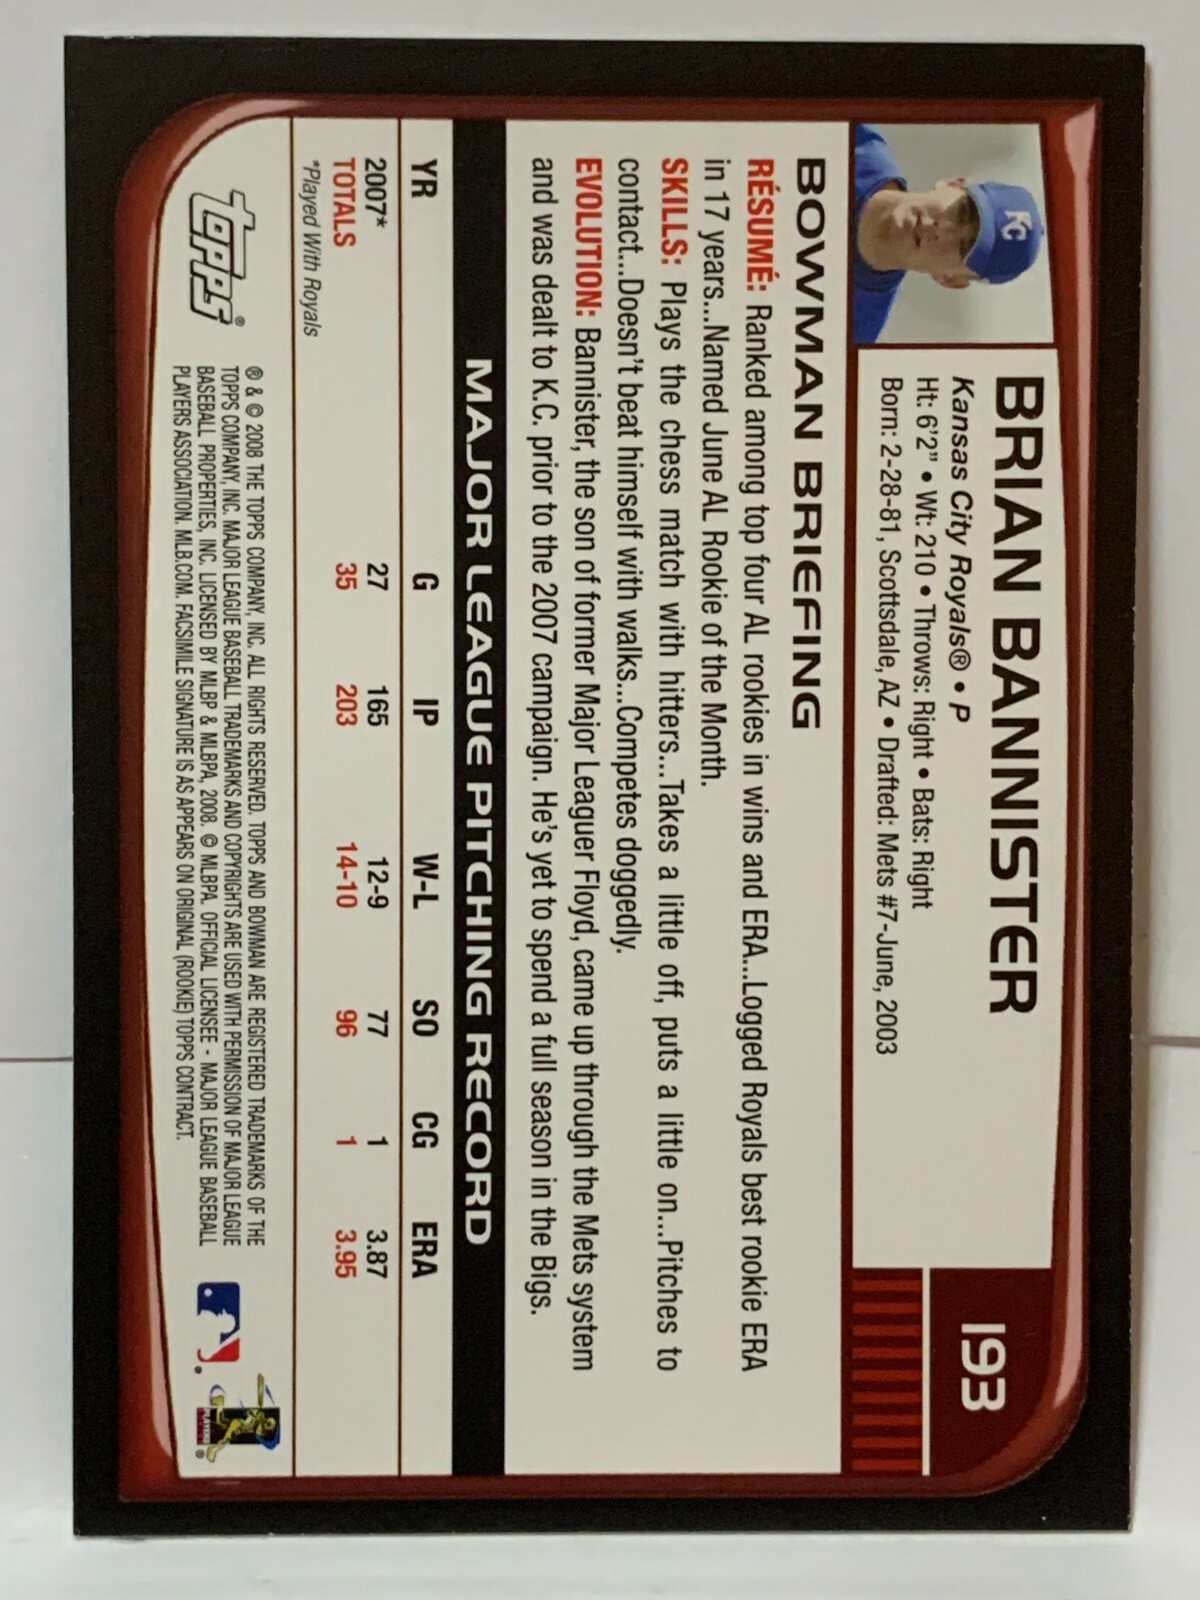 KC
BRIAN BANNISTER
193
Kansas City Royals® • P
Ht: 6'2" • Wt: 210 • Throws: Right • Bats: Right
Born: 2-28-81, Scottsdale, AZ • Drafted: Mets #7-June, 2003
BOWMAN BRIEFING
RÉSUMÉ: Ranked among top four AL rookies in wins and ERA...Logged Royals best rookie ERA
in 17 years...Named June AL Rookie of the Month.
SKILLS: Plays the chess match with hitters...Takes a little off, puts a little on...Pitches to
contact...Doesn't beat himself with walks...Competes doggedly.
EVOLUTION: Bannister, the son of former Major Leaguer Floyd, came up through the Mets system
and was dealt to K.C. prior to the 2007 campaign. He's yet to spend a full season in the Bigs.
MAJOR LEAGUE PITCHING RECORD
YR G IP W-L SO CG ERA
2007* 27 165 12-9 77 1 3.87
TOTALS 35 203 14-10 96 1 3.95
*Played With Royals
topps®
® & © 2008 THE TOPPS COMPANY, INC. ALL RIGHTS RESERVED. TOPPS AND BOWMAN ARE REGISTERED TRADEMARKS OF THE
TOPPS COMPANY, INC. MAJOR LEAGUE BASEBALL TRADEMARKS AND COPYRIGHTS ARE USED WITH PERMISSION OF MAJOR LEAGUE
BASEBALL PROPERTIES, INC. LICENSED BY MLBP & MLBPA, 2008. © MLBPA. OFFICIAL LICENSEE - MAJOR LEAGUE BASEBALL
PLAYERS ASSOCIATION. MLB.COM. FACSIMILE SIGNATURE IS AS APPEARS ON ORIGINAL (ROOKIE) TOPPS CONTRACT.